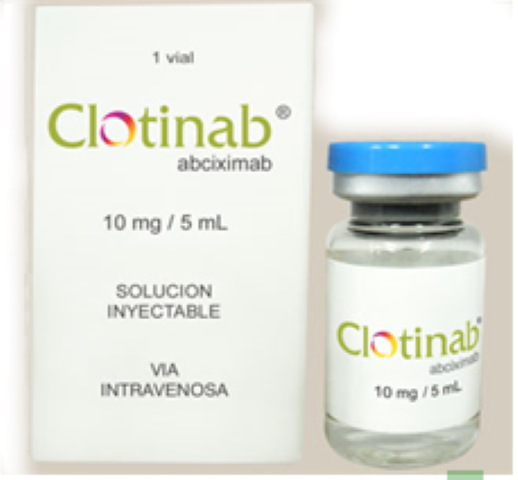 1 vial
Clotinab®
abciximab
10 mg / 5 mL
SOLUCION
INYECTABLE
VIA
INTRAVENOSA
Clotinab®
abciximab
10 mg / 5 mL